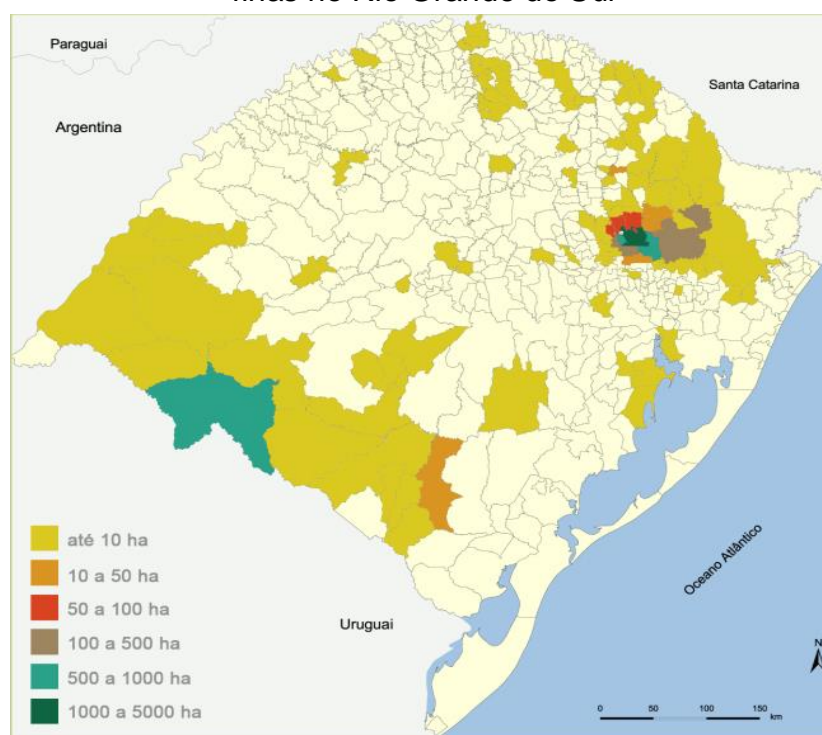 Paraguai
Santa Catarina
Argentina
até 10 ha
10 a 50 ha
50 a 100 ha
100 a 500 ha
500 a 1000 ha
1000 a 5000 ha
Uruguai
Oceano Atlântico
N
0 50 100 150
km